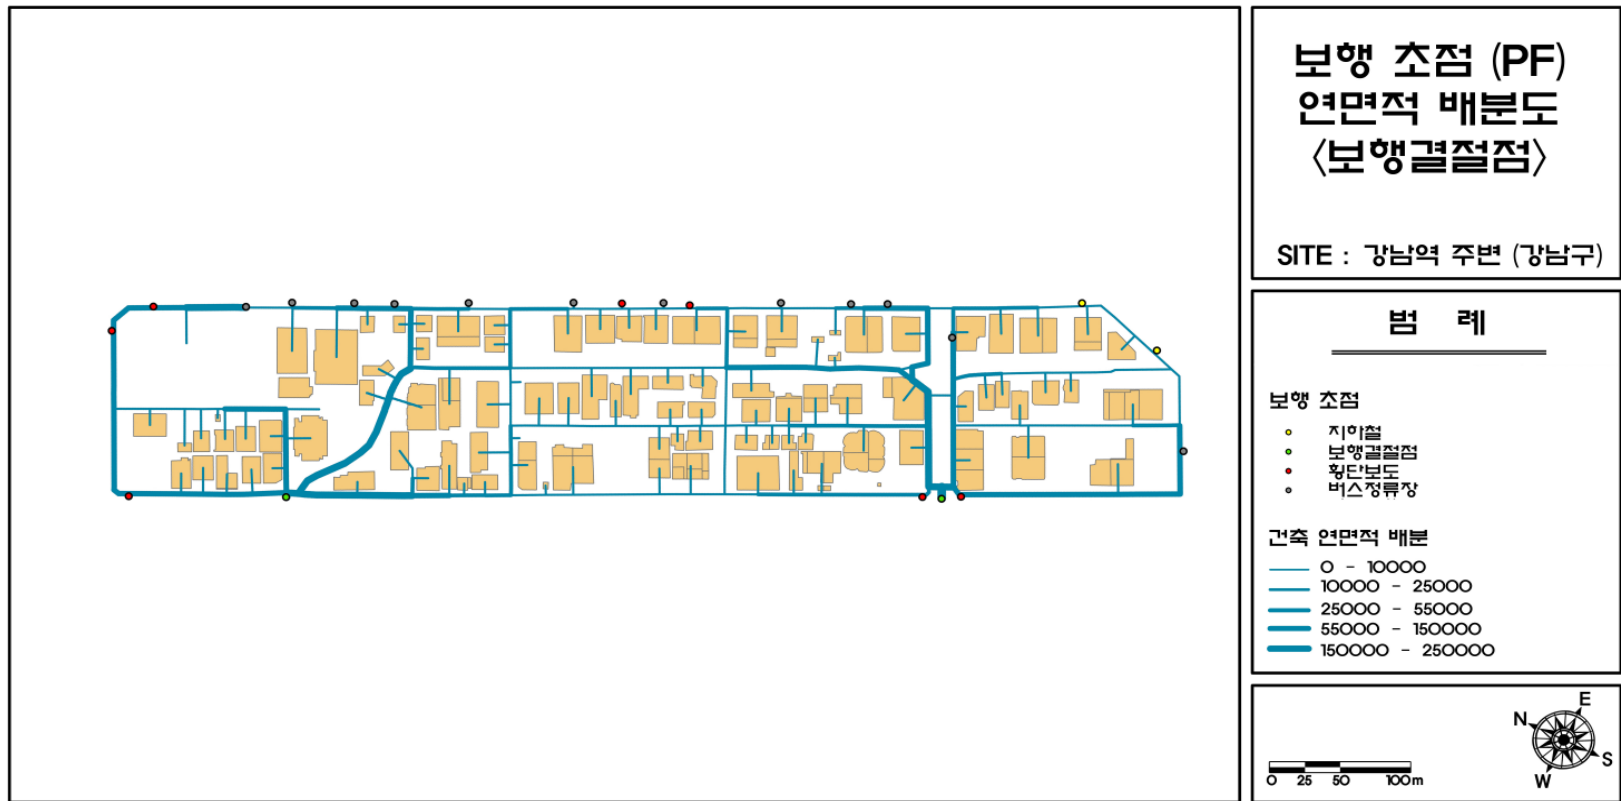 보행 초점 (PF)
연면적 배분도
<보행결절점>
SITE : 강남역 주변 (강남구)
범 례
보행 초점
지하철
보행결절점
횡단보도
버스정류장
건축 연면적 배분
0 - 10000
10000 - 25000
25000 - 55000
55000 - 150000
150000 - 250000
N E
W S
0 25 50 100m